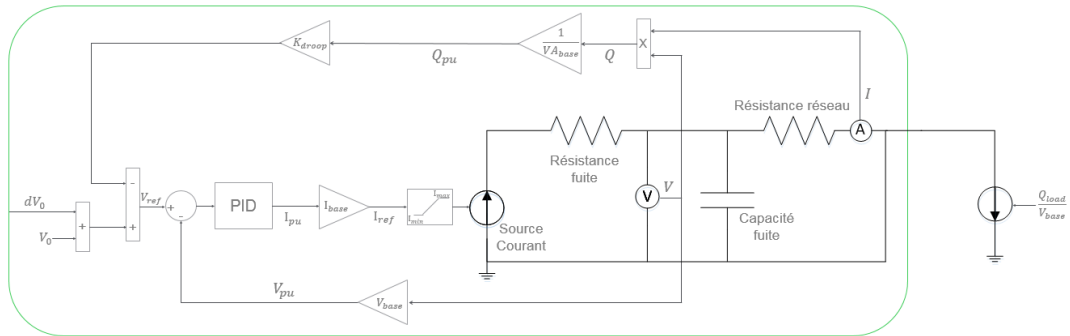 K_droop
Q_pu
1
VA_base
Q
X
I
Résistance réseau
A
Résistance
fuite
V
V
Capacité
fuite
Source
Courant
dV_0
V_0
+
+
-
+
V_ref
+
-
PID
I_pu
I_base
I_ref
I_max
I_min
Q_load
V_base
V_pu
V_base